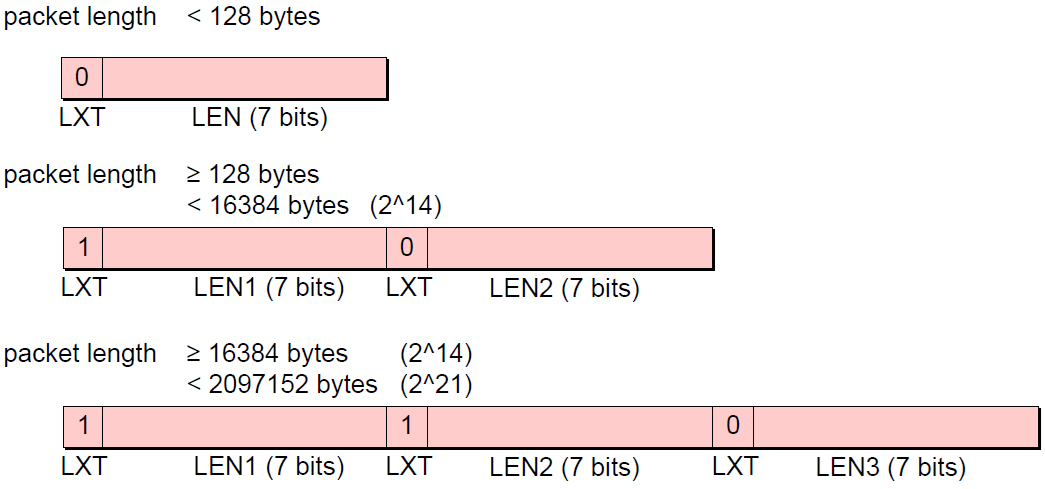 packet length < 128 bytes
0
LXT LEN (7 bits)
packet length ≥ 128 bytes
< 16384 bytes (2^14)
1 0
LXT LEN1 (7 bits) LXT LEN2 (7 bits)
packet length ≥ 16384 bytes (2^14)
< 2097152 bytes (2^21)
1 1 0
LXT LEN1 (7 bits) LXT LEN2 (7 bits) LXT LEN3 (7 bits)